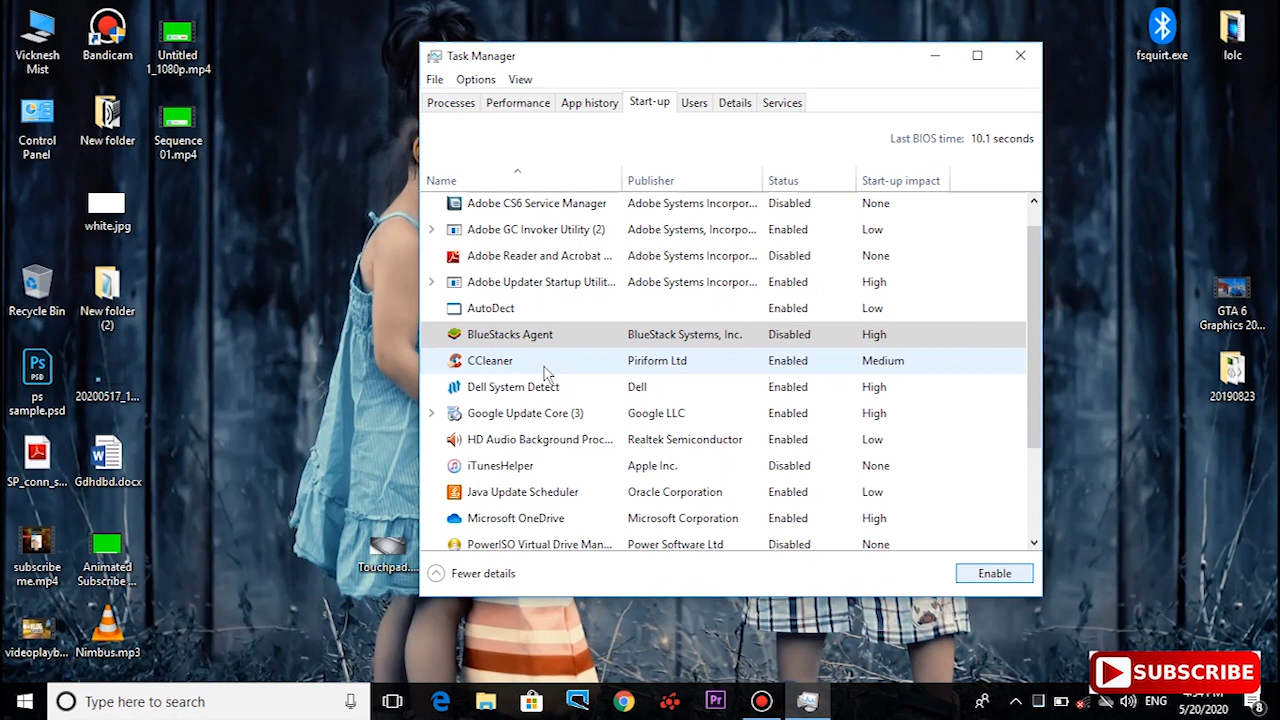 Vicknesh
Mist
Bandicam
Untitled
1_1080p.mp4
Control
Panel
New folder
Sequence
01.mp4
white.jpg
Recycle Bin
New folder
(2)
Ps
PSD
ps
sample.psd
20200517_1...
SP_conn_s...
Gdhdbd.docx
subscribe
me.mp4
Animated
Subscribe ...
videoplayb...
Nimbus.mp3
Touchpad....
fsquirt.exe
lolc
GTA 6
Graphics 20...
20190823
Task Manager
File Options View
Processes Performance App history Start-up Users Details Services
Last BIOS time: 10.1 seconds
Name Publisher Status Start-up impact
Adobe CS6 Service Manager Adobe Systems Incorpor... Disabled None
Adobe GC Invoker Utility (2) Adobe Systems, Incorpo... Enabled Low
Adobe Reader and Acrobat ... Adobe Systems Incorpor... Disabled None
Adobe Updater Startup Utilit... Adobe Systems Incorpor... Enabled High
AutoDect Enabled Low
BlueStacks Agent BlueStack Systems, Inc. Disabled High
CCleaner Piriform Ltd Enabled Medium
Dell System Detect Dell Enabled High
Google Update Core (3) Google LLC Enabled High
HD Audio Background Proc... Realtek Semiconductor Enabled Low
iTunesHelper Apple Inc. Disabled None
Java Update Scheduler Oracle Corporation Enabled Low
Microsoft OneDrive Microsoft Corporation Enabled High
PowerISO Virtual Drive Man... Power Software Ltd Disabled None
Fewer details Enable
SUBSCRIBE
Type here to search
Pr
ENG
5/20/2020
8